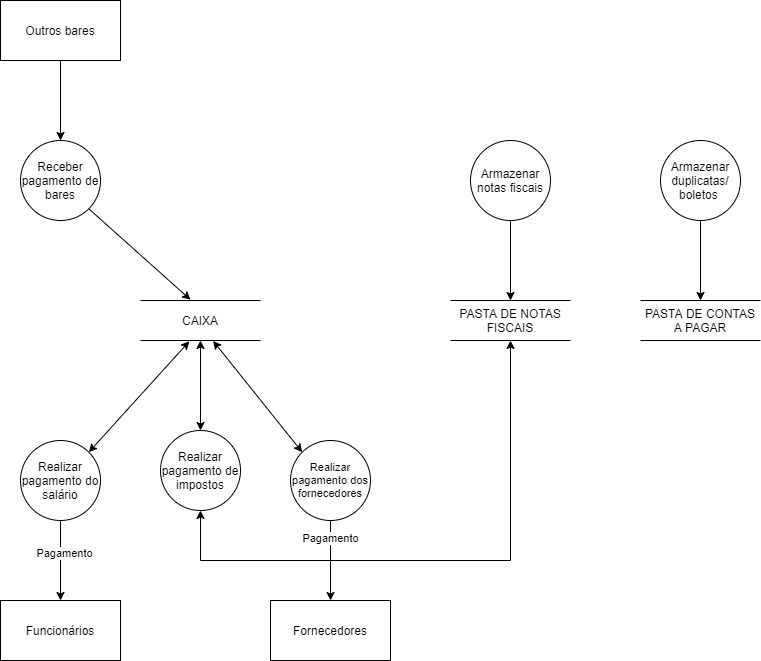 Outros bares
Receber
pagamento de
bares
Armazenar
notas fiscais
Armazenar
duplicatas/
boletos
CAIXA
PASTA DE NOTAS
FISCAIS
PASTA DE CONTAS
A PAGAR
Realizar
pagamento do
salário
Realizar
pagamento de
impostos
Realizar
pagamento dos
fornecedores
Pagamento
Pagamento
Funcionários
Fornecedores